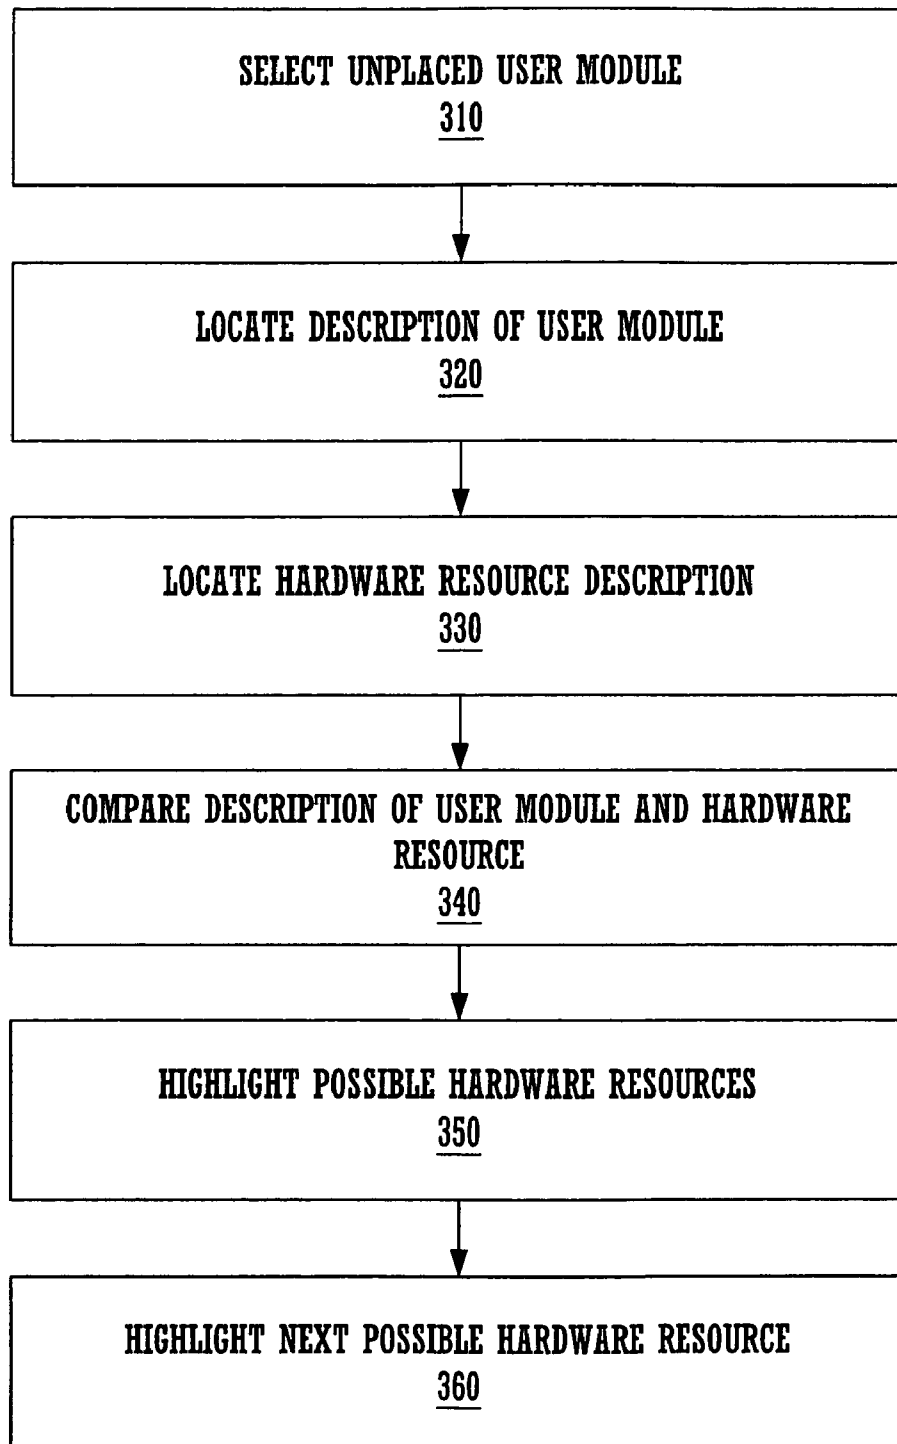 SELECT UNPLACED USER MODULE
310
LOCATE DESCRIPTION OF USER MODULE
320
LOCATE HARDWARE RESOURCE DESCRIPTION
330
COMPARE DESCRIPTION OF USER MODULE AND HARDWARE
RESOURCE
340
HIGHLIGHT POSSIBLE HARDWARE RESOURCES
350
HIGHLIGHT NEXT POSSIBLE HARDWARE RESOURCE
360